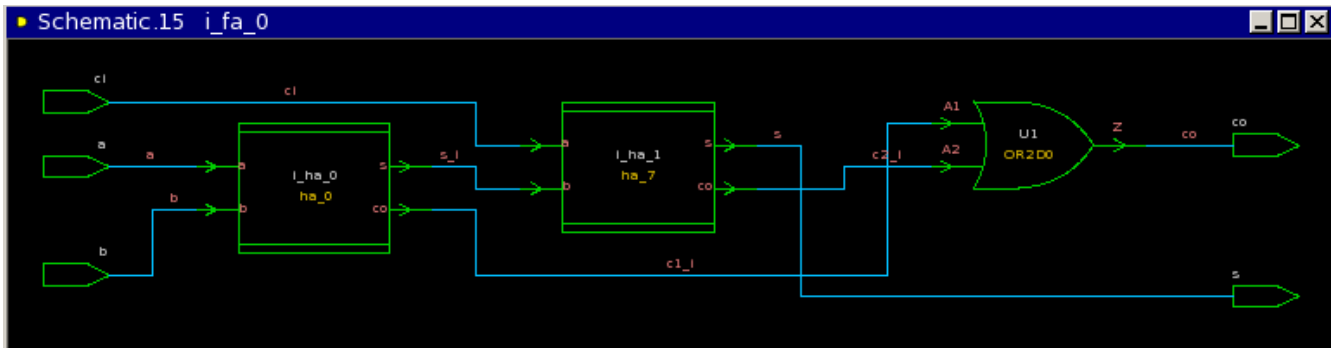 Schematic.15 i_fa_0
ci
ci
a
a
b
b
a
b
i_ha_0
ha_0
s
co
s_i
a
b
i_ha_1
ha_7
s
co
s
c2_i
c1_i
A1
A2
U1
OR2D0
Z
co
co
s